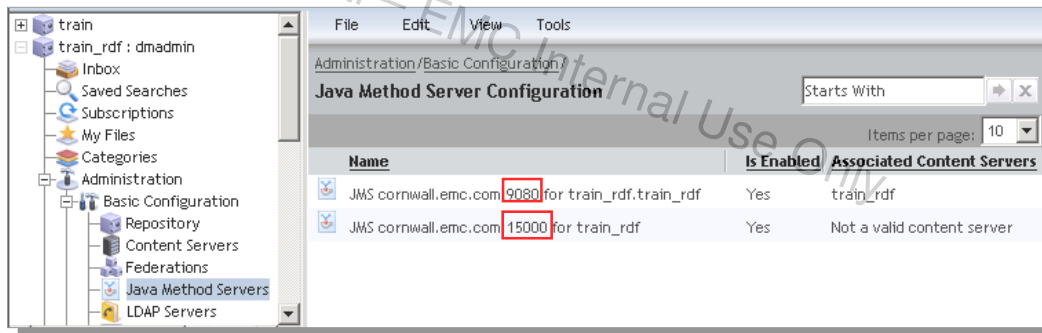 train
train_rdf : dmadmin
Inbox
Saved Searches
Subscriptions
My Files
Categories
Administration
Basic Configuration
Repository
Content Servers
Federations
Java Method Servers
LDAP Servers
File Edit View Tools
Administration/Basic Configuration/
Java Method Server Configuration
Starts With
Items per page: 10
Name Is Enabled Associated Content Servers
JMS cornwall.emc.com:9080 for train_rdf.train_rdf Yes train_rdf
JMS cornwall.emc.com:15000 for train_rdf Yes Not a valid content server
EMC Internal Use Only